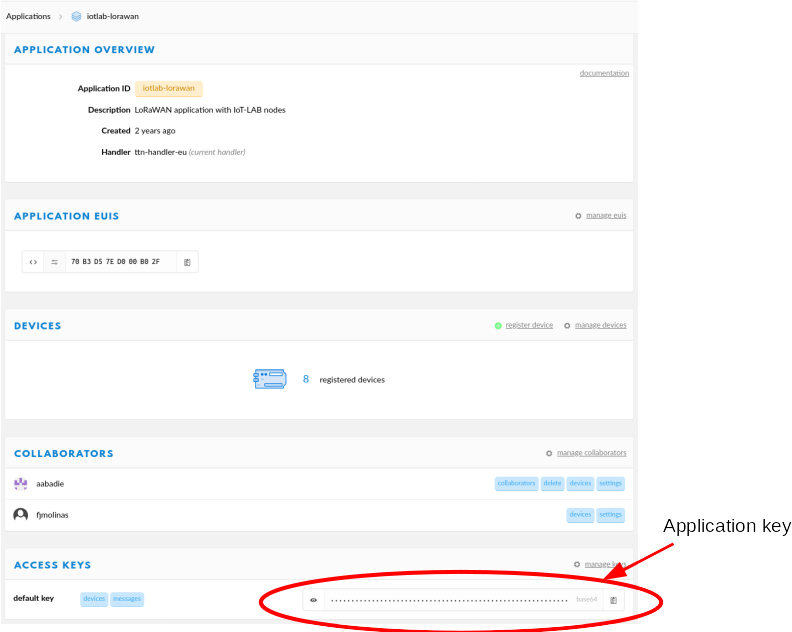 Applications > iotlab-lorawan
APPLICATION OVERVIEW
documentation
Application ID iotlab-lorawan
Description LoRaWAN application with IoT-LAB nodes
Created 2 years ago
Handler ttn-handler-eu (current handler)
APPLICATION EUIS manage euis
<> 70 B3 D5 7E D0 00 B0 2F
DEVICES register device manage devices
8 registered devices
COLLABORATORS manage collaborators
aabadie collaborators delete devices settings
fjmolinas devices settings
Application key
ACCESS KEYS manage keys
default key devices messages base64